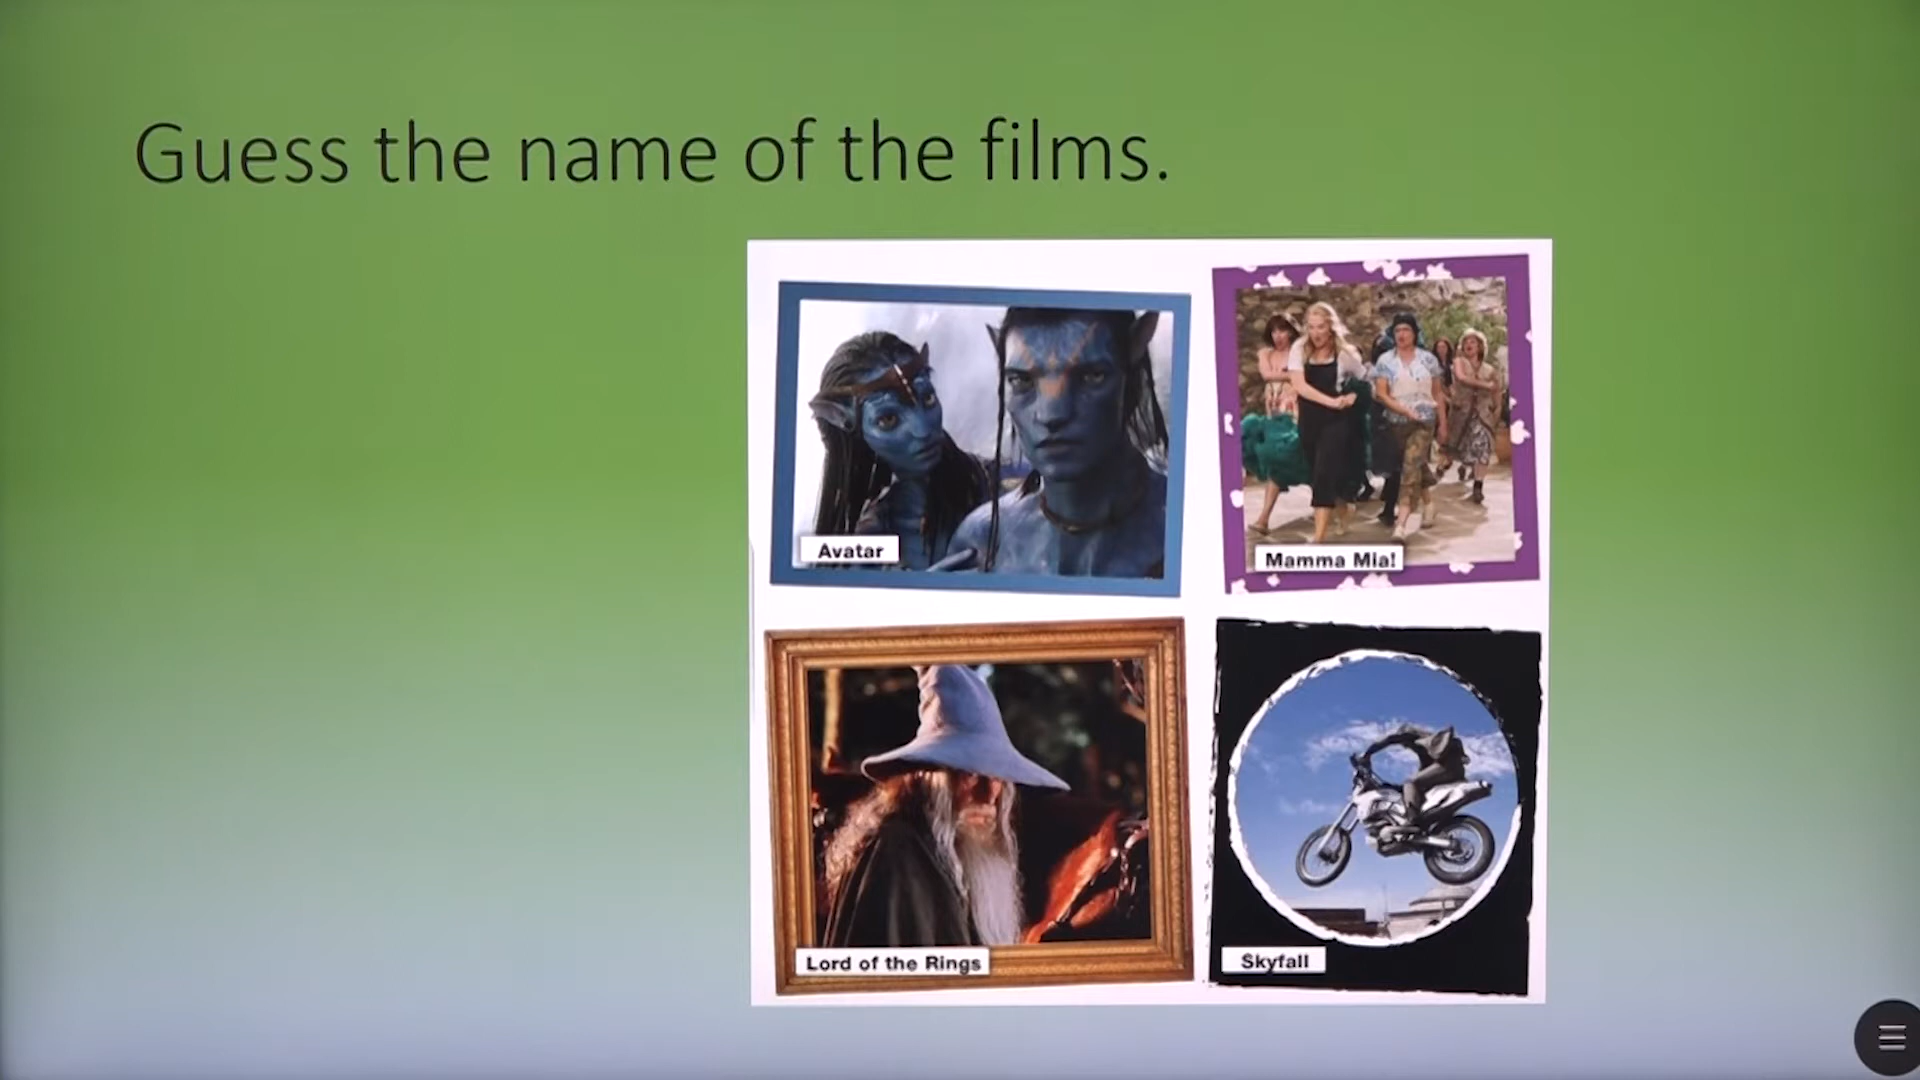 Guess the name of the films.
Avatar
Mamma Mia!
Lord of the Rings
Skyfall